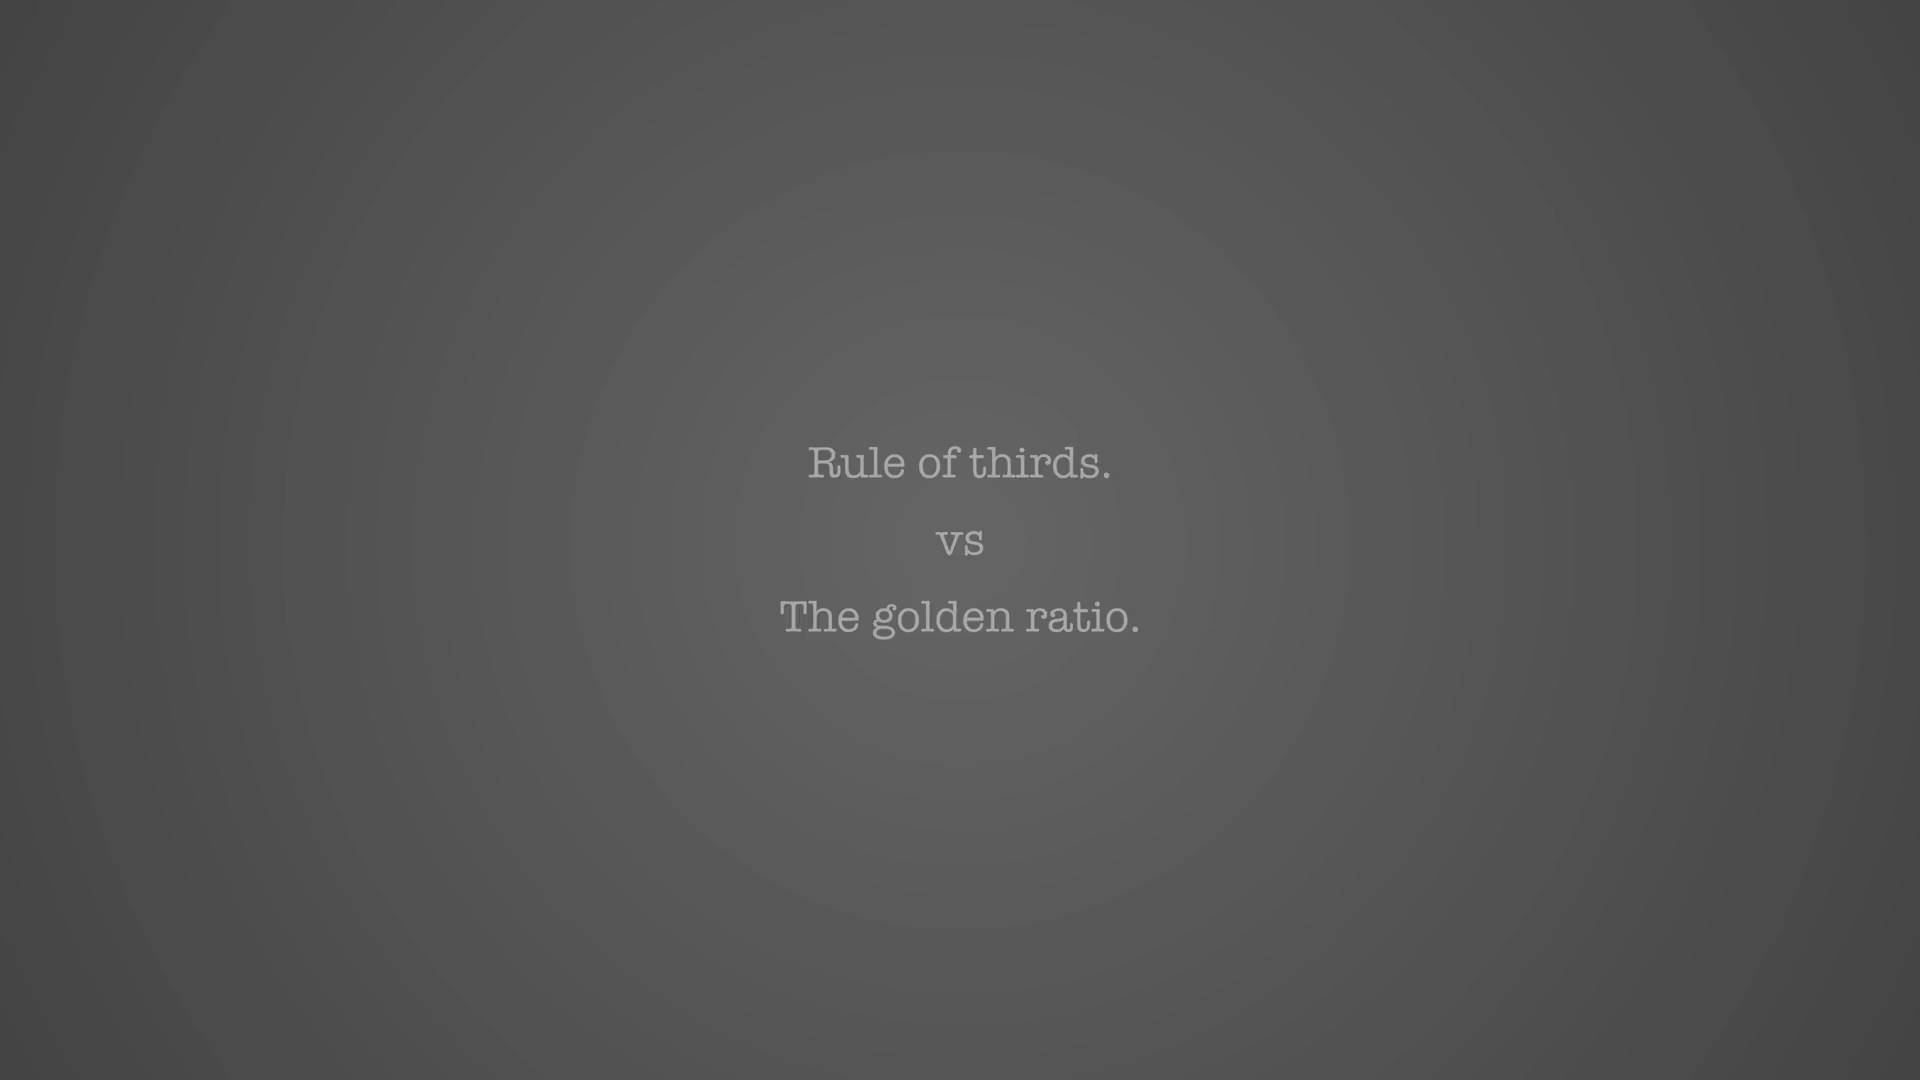 Rule of thirds.
vs
The golden ratio.